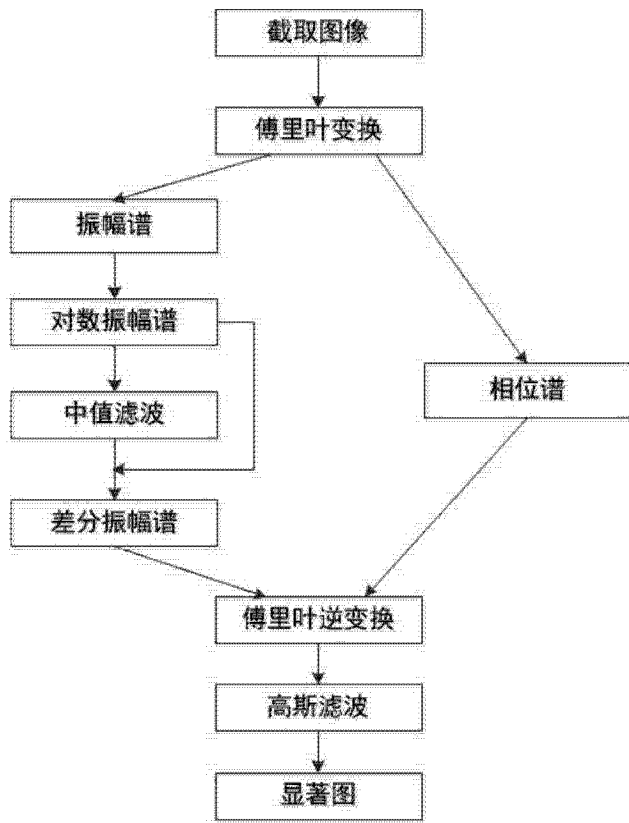 截取图像
傅里叶变换
振幅谱
对数振幅谱
相位谱
中值滤波
差分振幅谱
傅里叶逆变换
高斯滤波
显著图